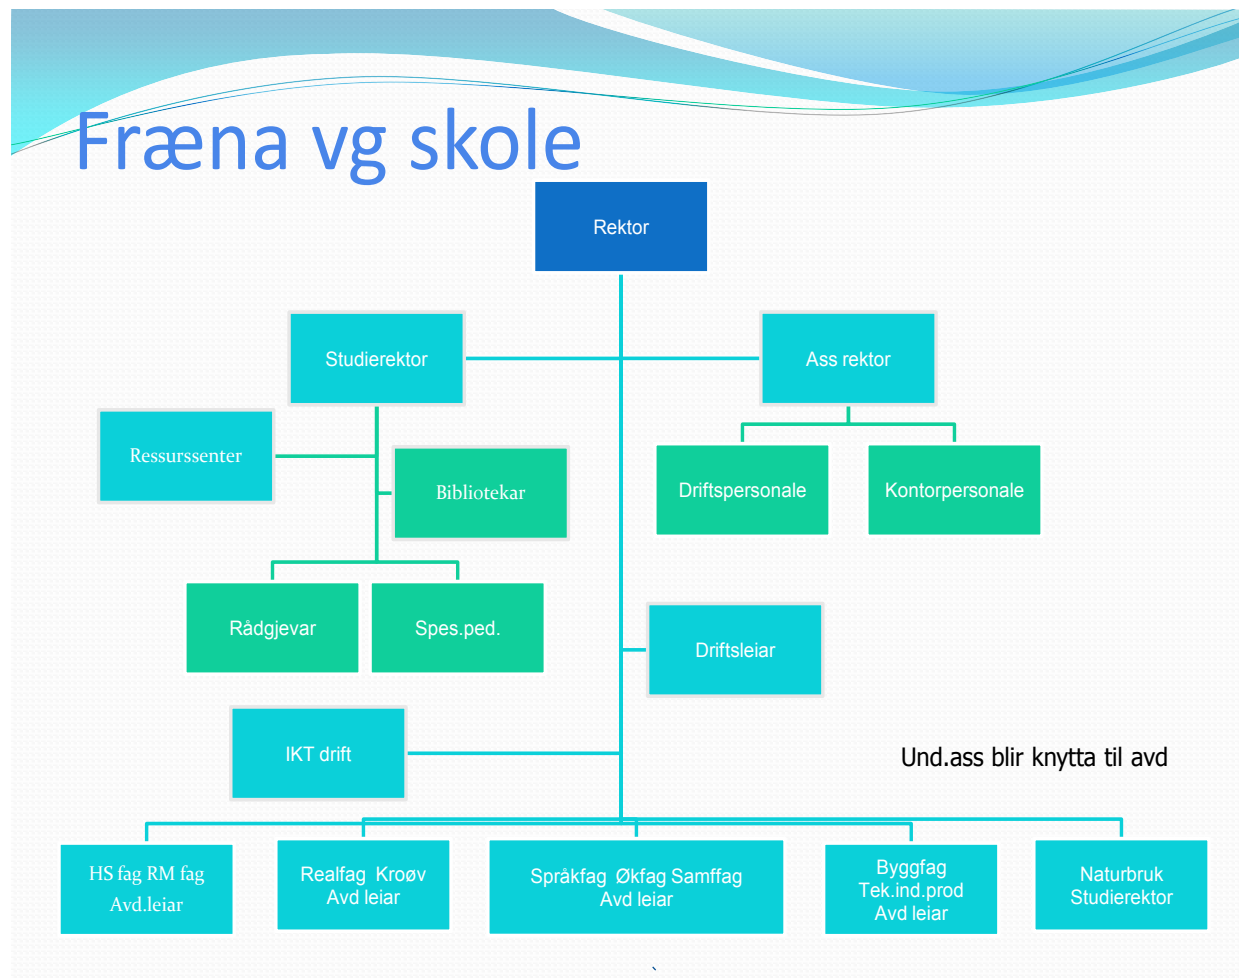 Fræna vg skole
Rektor
Studierektor
Ass rektor
Ressurssenter
Bibliotekar
Driftspersonale
Kontorpersonale
Rådgjevar
Spes.ped.
Driftsleiar
IKT drift
Und.ass blir knytta til avd
HS fag RM fag
Avd.leiar
Realfag Kroøv
Avd leiar
Språkfag Økfag Samffag
Avd leiar
Byggfag
Tek.ind.prod
Avd leiar
Naturbruk
Studierektor
`